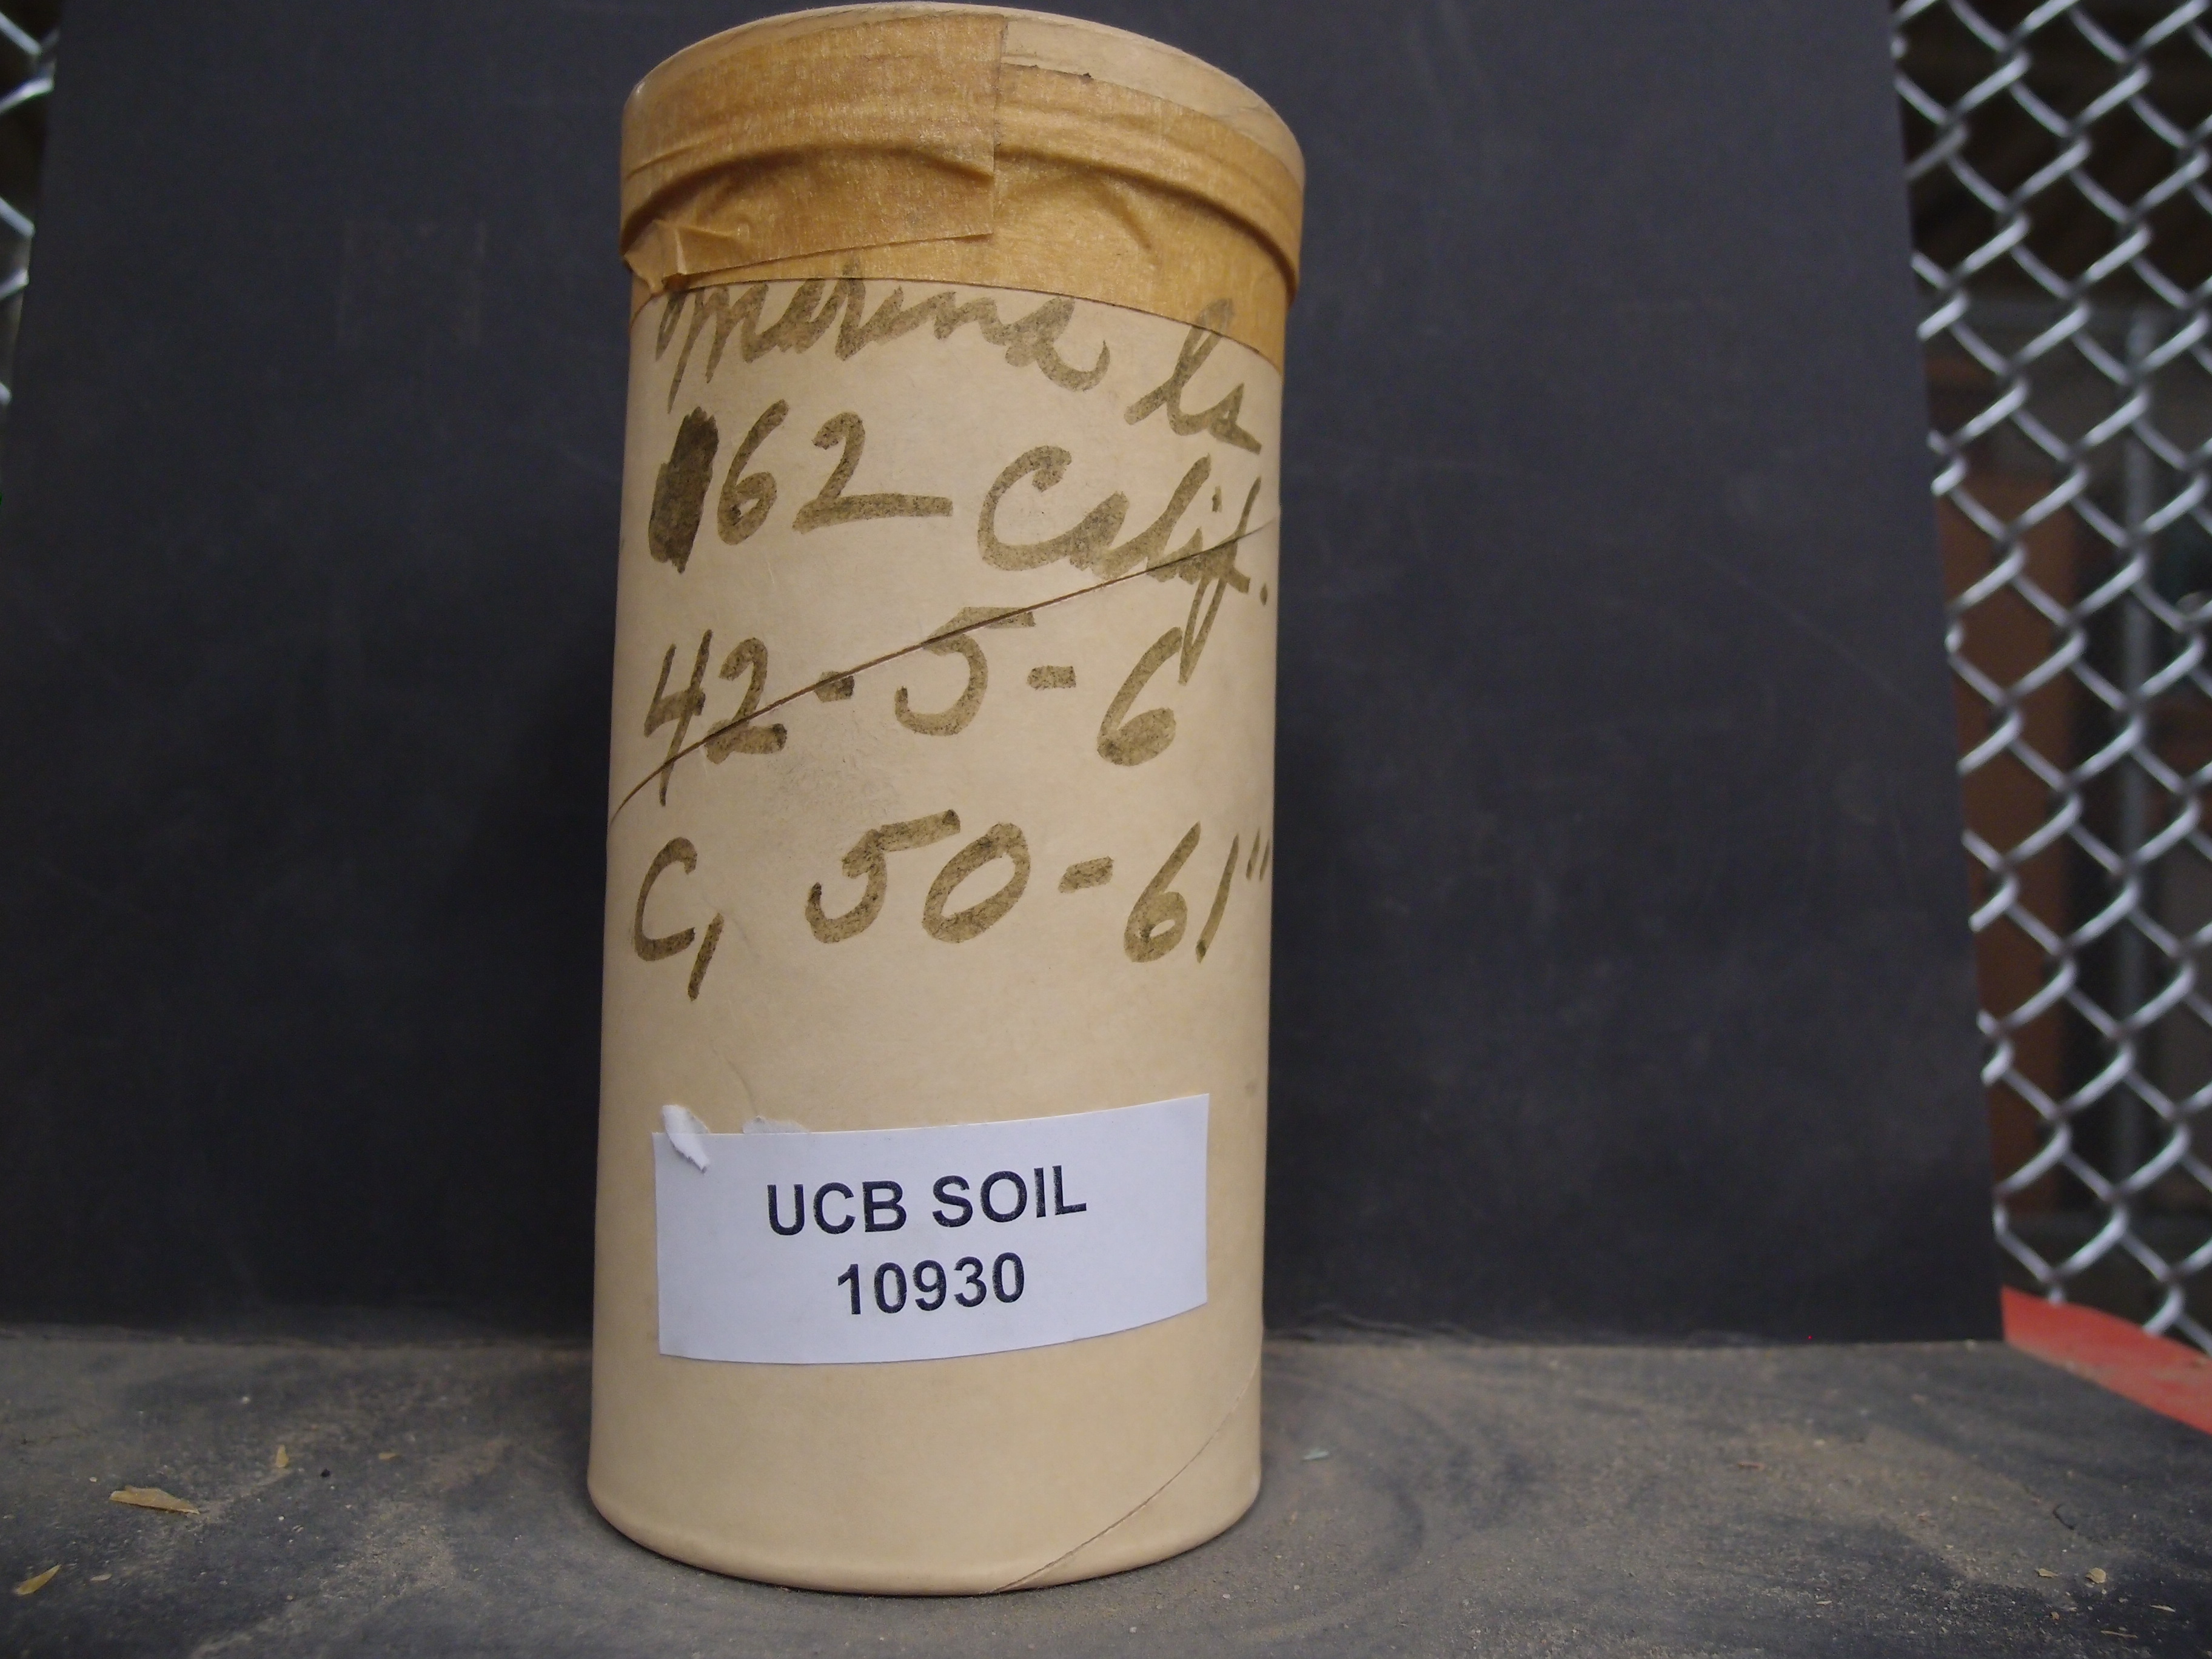 Marina ls
62 Calif.
42-5-6
C, 50-61"
UCB SOIL
10930